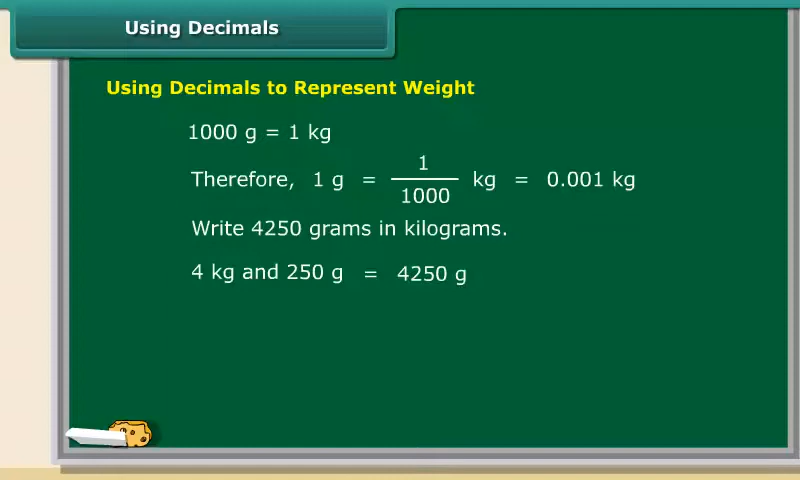 Using Decimals
Using Decimals to Represent Weight
1000 g = 1 kg
Therefore, 1 g = 1/1000 kg = 0.001 kg
Write 4250 grams in kilograms.
4 kg and 250 g = 4250 g